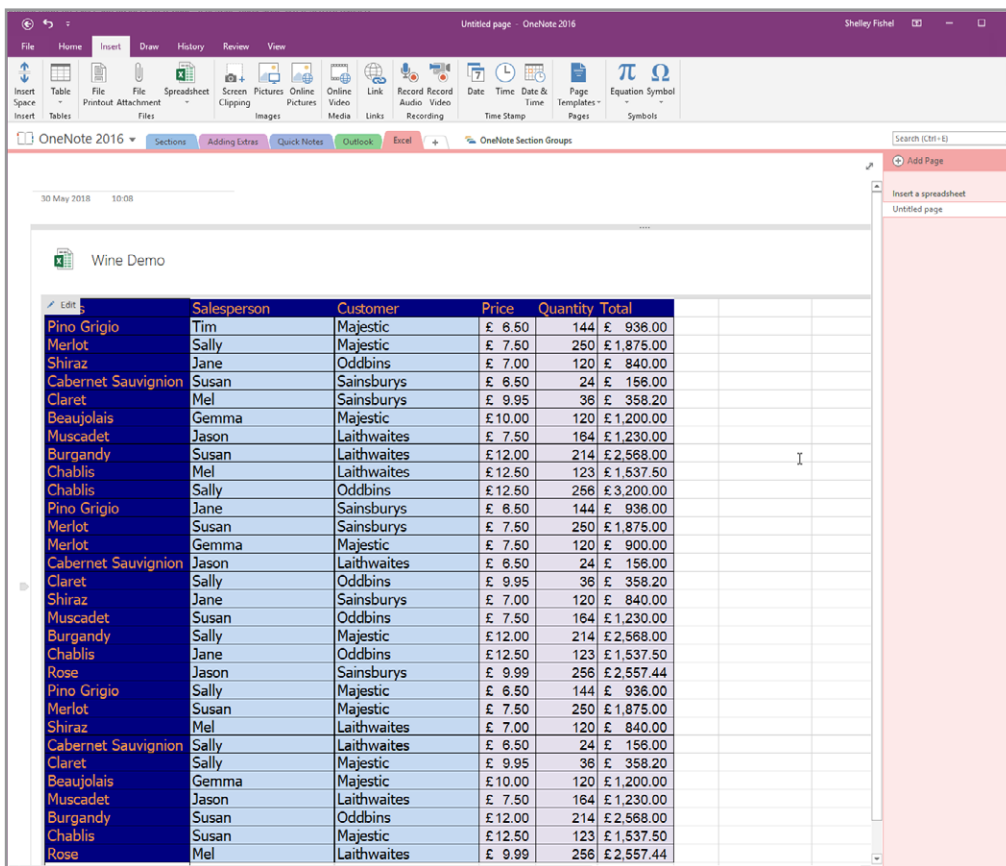 Untitled page - OneNote 2016 Shelley Fishel
File Home Insert Draw History Review View
Insert Space Table File Printout File Attachment Spreadsheet Screen Clipping Pictures Online Pictures Online Video Link Record Audio Record Video Date Time Date & Time Page Templates Equation Symbol
Insert Tables Files Images Media Links Recording Time Stamp Pages Symbols
OneNote 2016 Sections Adding Extras Quick Notes Outlook Excel + OneNote Section Groups Search (Ctrl+E)
Add Page
Insert a spreadsheet
Untitled page
30 May 2018 10:08
Wine Demo
Edit s Salesperson Customer Price Quantity Total
Pino Grigio Tim Majestic £ 6.50 144 £ 936.00
Merlot Sally Majestic £ 7.50 250 £1,875.00
Shiraz Jane Oddbins £ 7.00 120 £ 840.00
Cabernet Sauvignion Susan Sainsburys £ 6.50 24 £ 156.00
Claret Mel Sainsburys £ 9.95 36 £ 358.20
Beaujolais Gemma Majestic £10.00 120 £1,200.00
Muscadet Jason Laithwaites £ 7.50 164 £1,230.00
Burgandy Susan Laithwaites £12.00 214 £2,568.00
Chablis Mel Laithwaites £12.50 123 £1,537.50
Chablis Sally Oddbins £12.50 256 £3,200.00
Pino Grigio Jane Sainsburys £ 6.50 144 £ 936.00
Merlot Susan Sainsburys £ 7.50 250 £1,875.00
Merlot Gemma Majestic £ 7.50 120 £ 900.00
Cabernet Sauvignion Jason Laithwaites £ 6.50 24 £ 156.00
Claret Sally Oddbins £ 9.95 36 £ 358.20
Shiraz Jane Sainsburys £ 7.00 120 £ 840.00
Muscadet Susan Oddbins £ 7.50 164 £1,230.00
Burgandy Sally Majestic £12.00 214 £2,568.00
Chablis Jane Oddbins £12.50 123 £1,537.50
Rose Jason Sainsburys £ 9.99 256 £2,557.44
Pino Grigio Sally Majestic £ 6.50 144 £ 936.00
Merlot Susan Majestic £ 7.50 250 £1,875.00
Shiraz Mel Laithwaites £ 7.00 120 £ 840.00
Cabernet Sauvignion Sally Laithwaites £ 6.50 24 £ 156.00
Claret Sally Majestic £ 9.95 36 £ 358.20
Beaujolais Gemma Majestic £10.00 120 £1,200.00
Muscadet Jason Laithwaites £ 7.50 164 £1,230.00
Burgandy Susan Oddbins £12.00 214 £2,568.00
Chablis Susan Majestic £12.50 123 £1,537.50
Rose Mel Laithwaites £ 9.99 256 £2,557.44